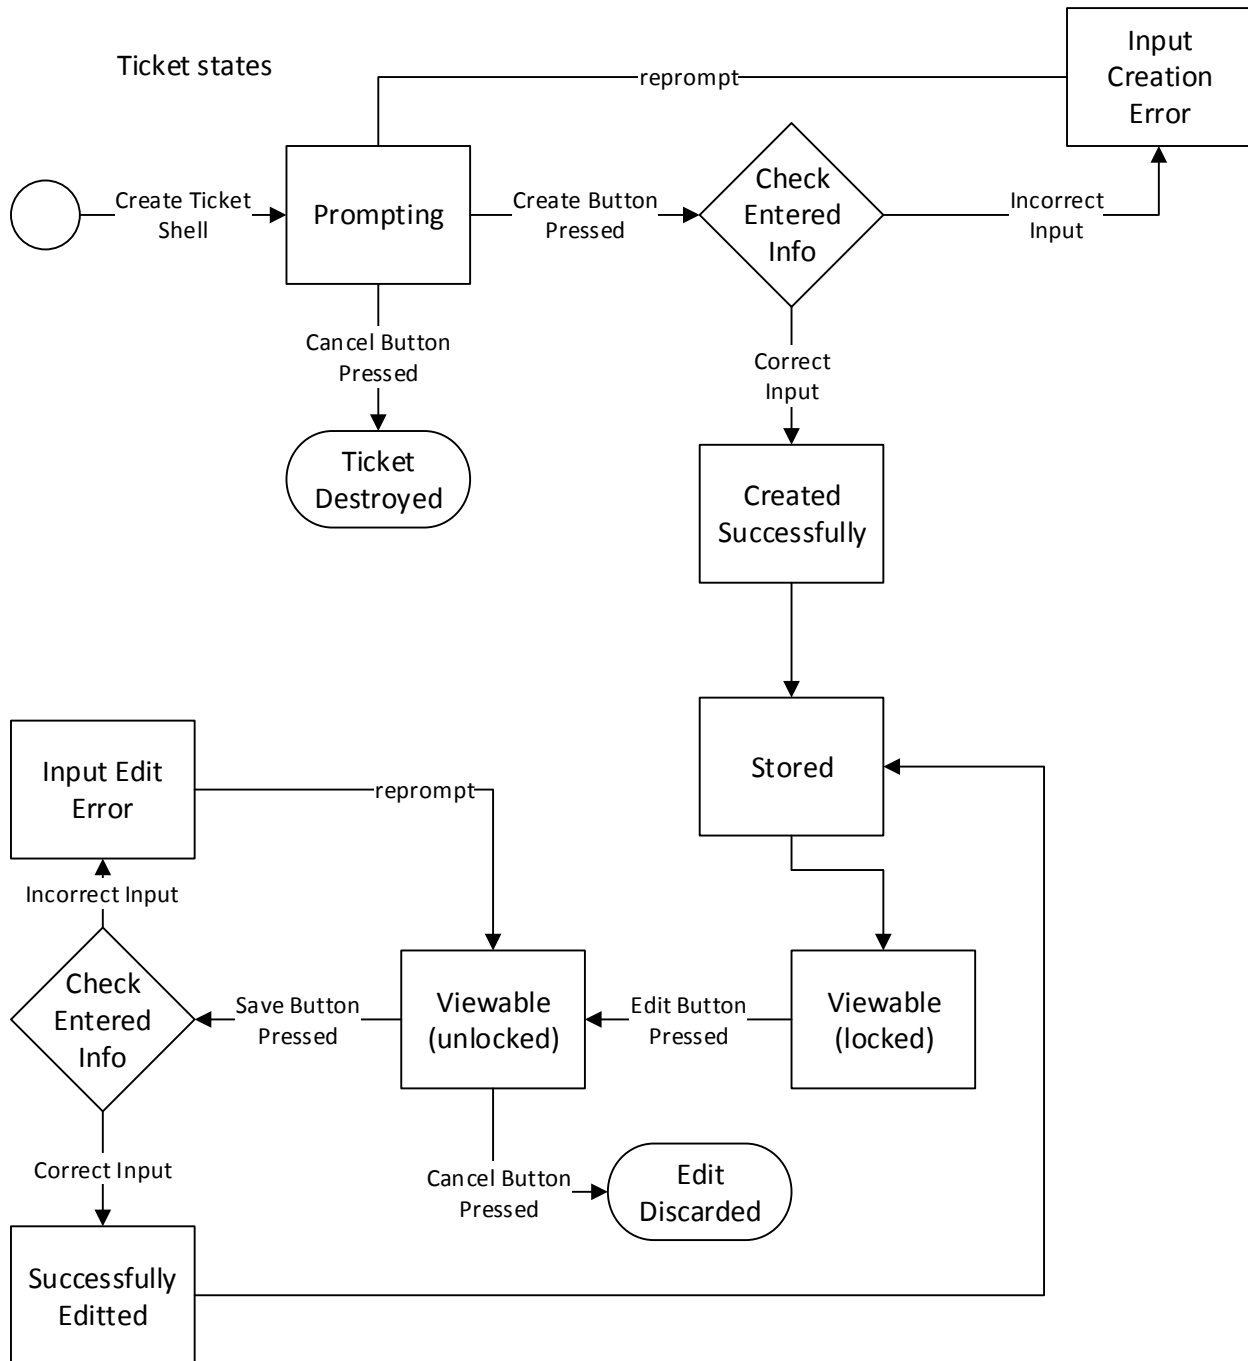 Ticket states
reprompt
Input
Creation
Error
Create Ticket
Shell
Prompting
Create Button
Pressed
Check
Entered
Info
Incorrect
Input
Cancel Button
Pressed
Correct
Input
Ticket
Destroyed
Created
Successfully
Stored
Input Edit
Error
reprompt
Incorrect Input
Check
Entered
Info
Save Button
Pressed
Viewable
(unlocked)
Edit Button
Pressed
Viewable
(locked)
Correct Input
Cancel Button
Pressed
Edit
Discarded
Successfully
Editted